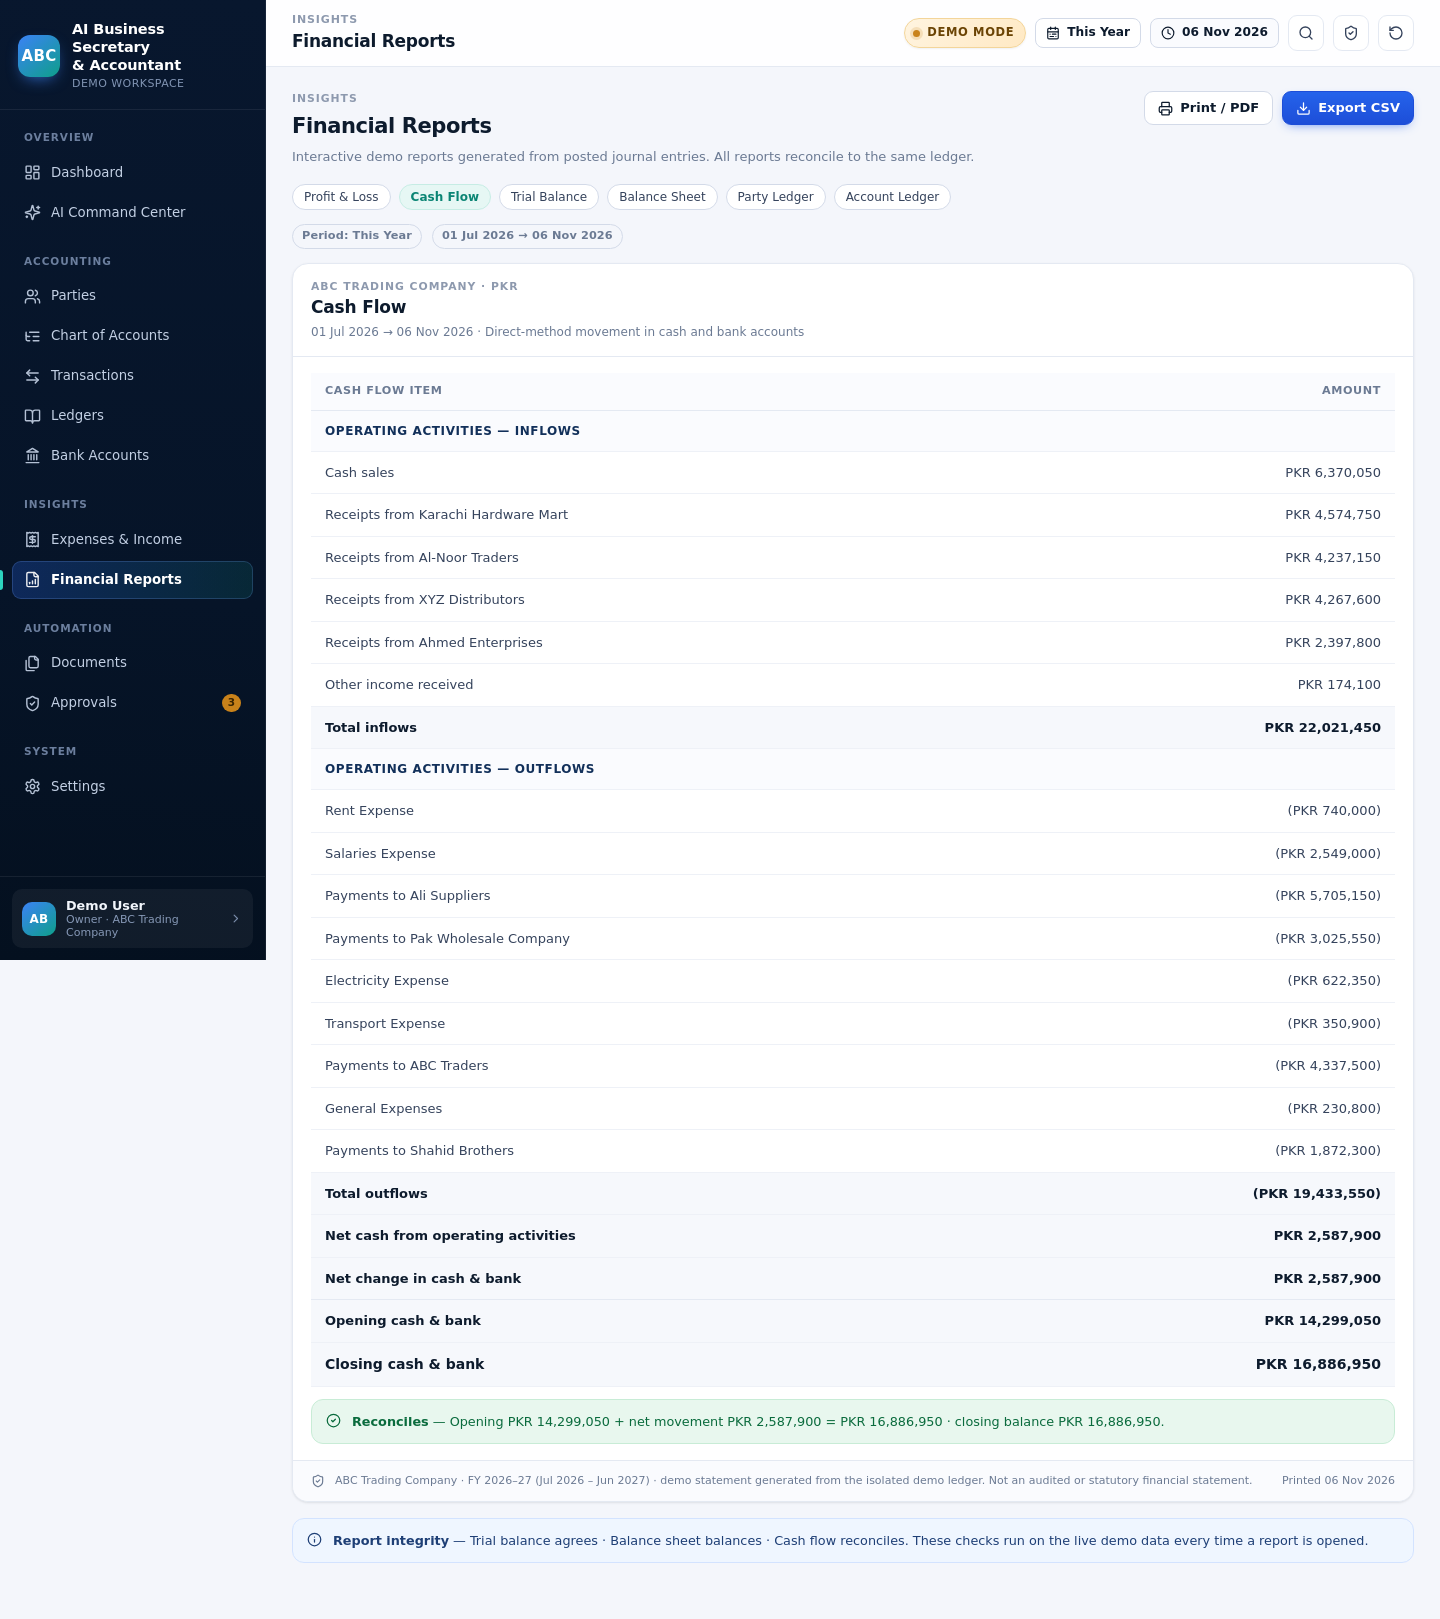 ABC
AI Business
Secretary
& Accountant
DEMO WORKSPACE
OVERVIEW
Dashboard
AI Command Center
ACCOUNTING
Parties
Chart of Accounts
Transactions
Ledgers
Bank Accounts
INSIGHTS
Expenses & Income
Financial Reports
AUTOMATION
Documents
Approvals 3
SYSTEM
Settings
AB
Demo User
Owner · ABC Trading
Company
INSIGHTS
Financial Reports
DEMO MODE
This Year
06 Nov 2026
INSIGHTS
Financial Reports
Print / PDF
Export CSV
Interactive demo reports generated from posted journal entries. All reports reconcile to the same ledger.
Profit & Loss Cash Flow Trial Balance Balance Sheet Party Ledger Account Ledger
Period: This Year 01 Jul 2026 → 06 Nov 2026
ABC TRADING COMPANY · PKR
Cash Flow
01 Jul 2026 → 06 Nov 2026 · Direct-method movement in cash and bank accounts
CASH FLOW ITEM AMOUNT
OPERATING ACTIVITIES — INFLOWS
Cash sales PKR 6,370,050
Receipts from Karachi Hardware Mart PKR 4,574,750
Receipts from Al-Noor Traders PKR 4,237,150
Receipts from XYZ Distributors PKR 4,267,600
Receipts from Ahmed Enterprises PKR 2,397,800
Other income received PKR 174,100
Total inflows PKR 22,021,450
OPERATING ACTIVITIES — OUTFLOWS
Rent Expense (PKR 740,000)
Salaries Expense (PKR 2,549,000)
Payments to Ali Suppliers (PKR 5,705,150)
Payments to Pak Wholesale Company (PKR 3,025,550)
Electricity Expense (PKR 622,350)
Transport Expense (PKR 350,900)
Payments to ABC Traders (PKR 4,337,500)
General Expenses (PKR 230,800)
Payments to Shahid Brothers (PKR 1,872,300)
Total outflows (PKR 19,433,550)
Net cash from operating activities PKR 2,587,900
Net change in cash & bank PKR 2,587,900
Opening cash & bank PKR 14,299,050
Closing cash & bank PKR 16,886,950
Reconciles — Opening PKR 14,299,050 + net movement PKR 2,587,900 = PKR 16,886,950 · closing balance PKR 16,886,950.
ABC Trading Company · FY 2026–27 (Jul 2026 – Jun 2027) · demo statement generated from the isolated demo ledger. Not an audited or statutory financial statement. Printed 06 Nov 2026
Report integrity — Trial balance agrees · Balance sheet balances · Cash flow reconciles. These checks run on the live demo data every time a report is opened.